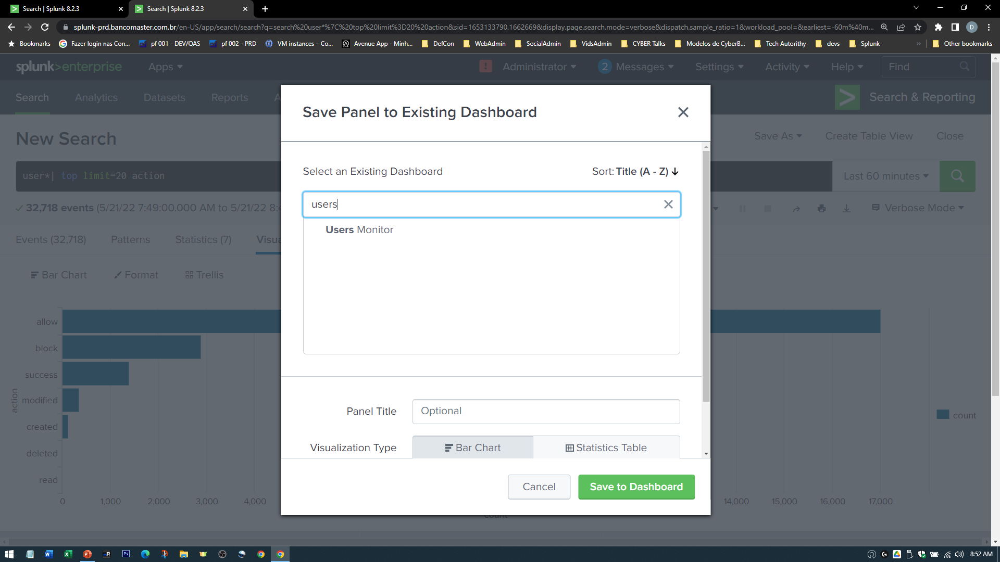 Search | Splunk 8.2.3
Search | Splunk 8.2.3
splunk-prd.bancomaster.com.br/en-US/app/search/search?q=search%20user*%7C%20top%20limit%3D20%20action&sid=1653133790.1662669&display.page.search.mode=verbose&dispatch.sample_ratio=1&workload_pool=&earliest=-60m%40m...
D
Bookmarks
Fazer login nas Con...
pf 001 - DEV/QAS
pf 002 - PRD
VM instances – Co...
Avenue App - Minh...
DefCon
WebAdmin
SocialAdmin
VidsAdmin
CYBER Talks
Modelos de CyberB...
Tech Autorithy
devs
Splunk
»
Other bookmarks
splunk>enterprise
Apps
!
Administrator
2 Messages
Settings
Activity
Help
Find
Search
Analytics
Datasets
Reports
A
Search & Reporting
Save Panel to Existing Dashboard
New Search
Save As
Create Table View
Close
user*| top limit=20 action
Last 60 minutes
✓ 32,718 events (5/21/22 7:49:00.000 AM to 5/21/22 8:4
Verbose Mode
Events (32,718)
Patterns
Statistics (7)
Visua
Bar Chart
Format
Trellis
Select an Existing Dashboard
Sort: Title (A - Z)
users
Users Monitor
Panel Title
Optional
Visualization Type
Bar Chart
Statistics Table
Cancel
Save to Dashboard
action
allow
block
success
modified
created
deleted
read
0
1,000
2,000
3,000
4,000
14,000
15,000
16,000
17,000
count
count
8:52 AM